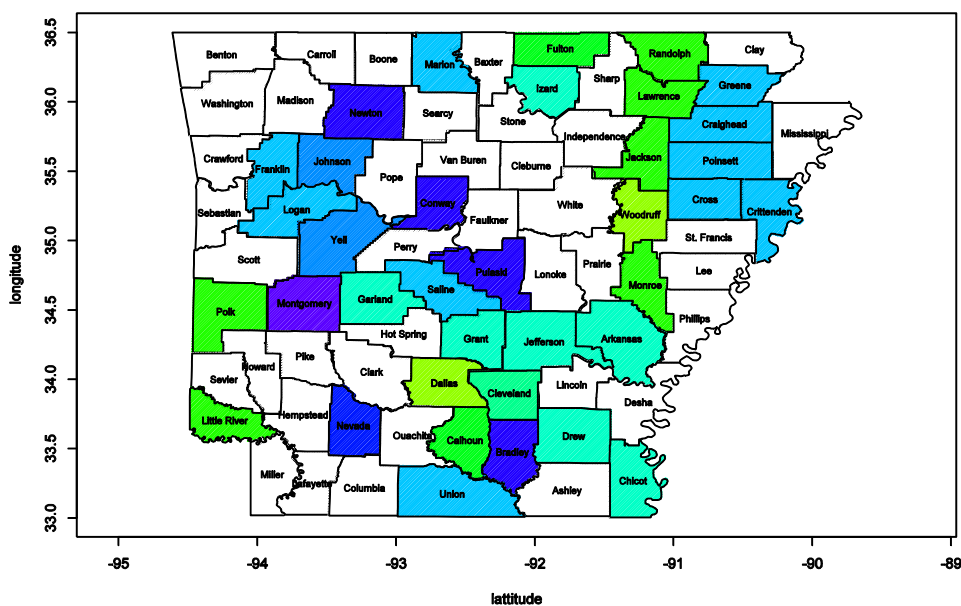 36.5
36.0
35.5
35.0
34.5
34.0
33.5
33.0
longitude
Benton
Carroll
Boone
Marion
Baxter
Fulton
Randolph
Clay
Izard
Sharp
Greene
Washington
Madison
Newton
Searcy
Stone
Lawrence
Craighead
Mississippi
Independence
Crawford
Franklin
Johnson
Pope
Van Buren
Cleburne
Jackson
Poinsett
Sebastian
Logan
Conway
Faulkner
White
Woodruff
Cross
Crittenden
Yell
Perry
St. Francis
Scott
Pulaski
Lonoke
Prairie
Lee
Polk
Montgomery
Garland
Saline
Monroe
Phillips
Hot Spring
Grant
Jefferson
Arkansas
Howard
Pike
Clark
Sevier
Dallas
Cleveland
Lincoln
Desha
Little River
Hempstead
Nevada
Ouachita
Calhoun
Bradley
Drew
Miller
Lafayette
Columbia
Union
Ashley
Chicot
-95
-94
-93
-92
-91
-90
-89
lattitude